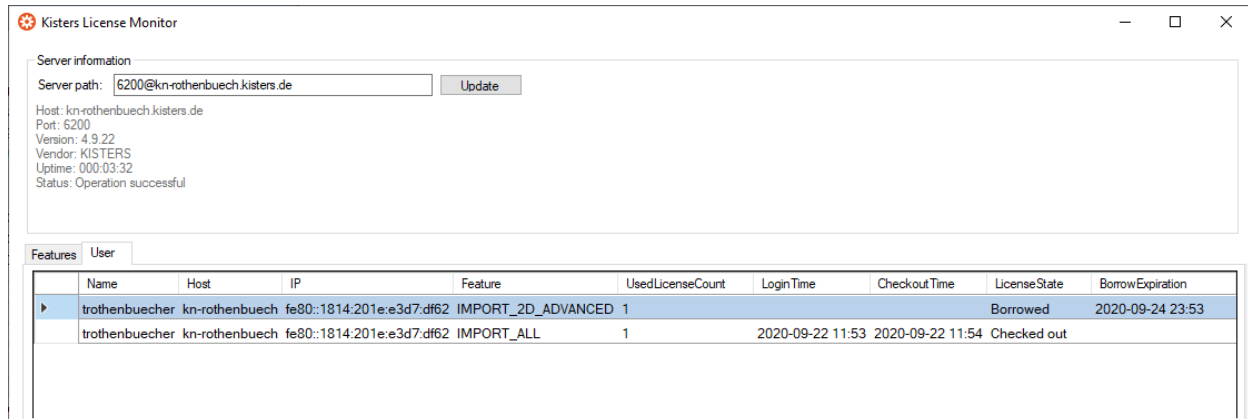 Kisters License Monitor
Server information
Server path: 6200@kn-rothenbuech.kisters.de Update
Host: kn-rothenbuech.kisters.de
Port: 6200
Version: 4.9.22
Vendor: KISTERS
Uptime: 000:03:32
Status: Operation successful
Features User
Name Host IP Feature UsedLicenseCount LoginTime CheckoutTime LicenseState BorrowExpiration
trothenbuecher kn-rothenbuech fe80::1814:201e:e3d7:df62 IMPORT_2D_ADVANCED 1 Borrowed 2020-09-24 23:53
trothenbuecher kn-rothenbuech fe80::1814:201e:e3d7:df62 IMPORT_ALL 1 2020-09-22 11:53 2020-09-22 11:54 Checked out